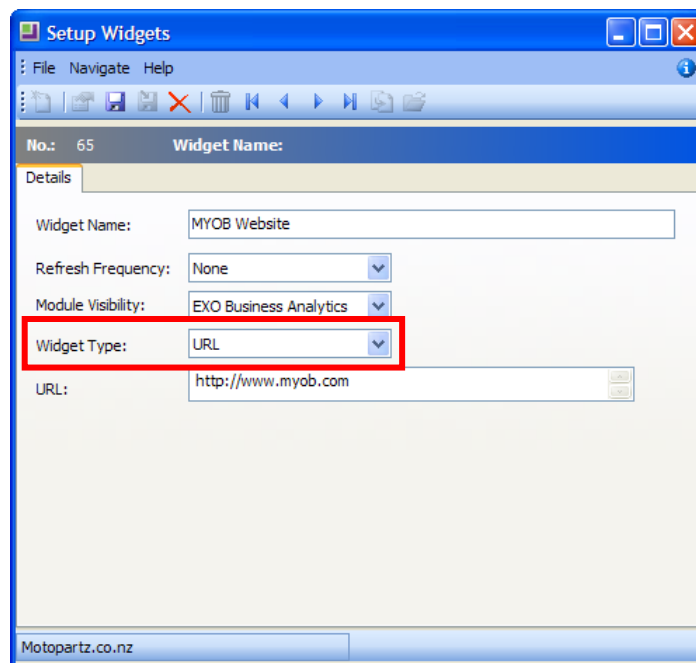 Setup Widgets
File Navigate Help
No.: 65 Widget Name:
Details
Widget Name: MYOB Website
Refresh Frequency: None
Module Visibility: EXO Business Analytics
Widget Type: URL
URL: http://www.myob.com
Motopartz.co.nz